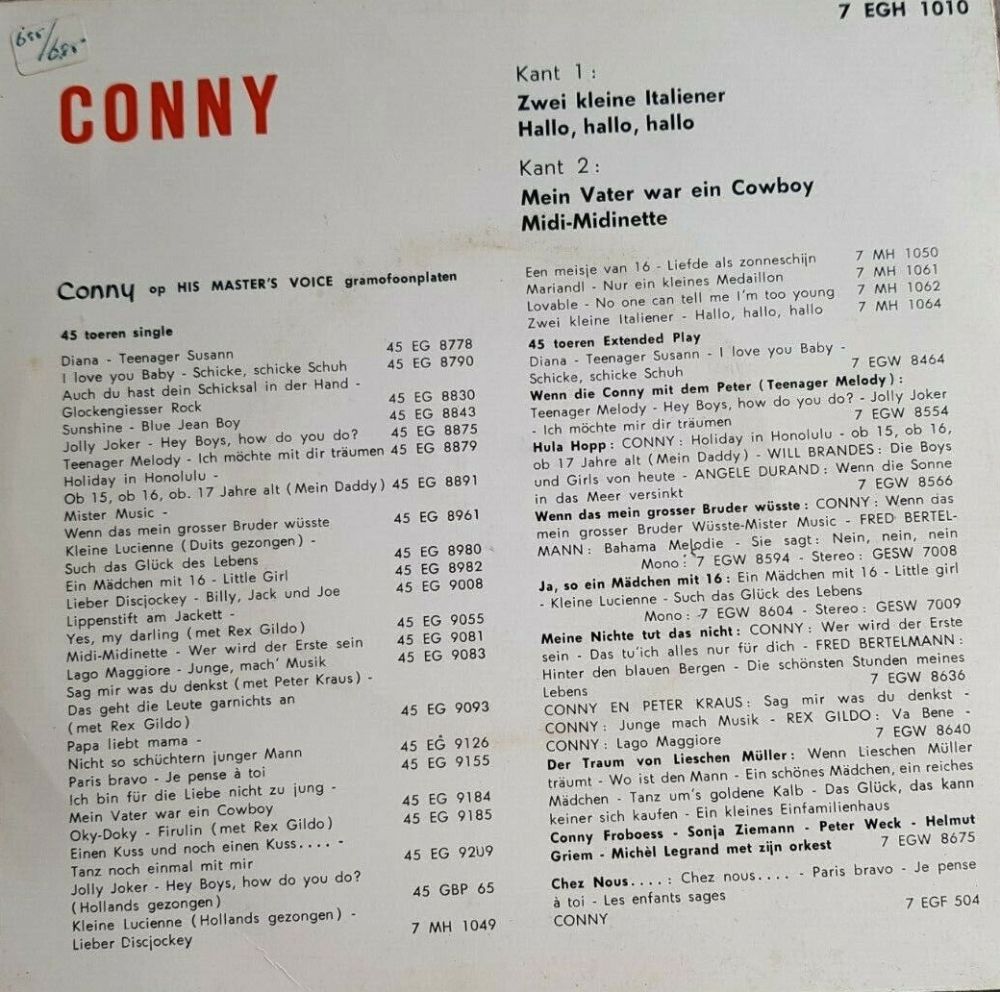 7 EGH 1010
CONNY
Kant 1 :
Zwei kleine Italiener
Hallo, hallo, hallo
Kant 2 :
Mein Vater war ein Cowboy
Midi-Midinette
Conny op HIS MASTER'S VOICE gramofoonplaten
45 toeren single
Diana - Teenager Susann 45 EG 8778
I love you Baby - Schicke, schicke Schuh 45 EG 8790
Auch du hast dein Schicksal in der Hand -
Glockengiesser Rock 45 EG 8830
Sunshine - Blue Jean Boy 45 EG 8843
Jolly Joker - Hey Boys, how do you do? 45 EG 8875
Teenager Melody - Ich möchte mit dir träumen 45 EG 8879
Holiday in Honolulu -
Ob 15, ob 16, ob. 17 Jahre alt (Mein Daddy) 45 EG 8891
Mister Music -
Wenn das mein grosser Bruder wüsste 45 EG 8961
Kleine Lucienne (Duits gezongen) -
Such das Glück des Lebens 45 EG 8980
Ein Mädchen mit 16 - Little Girl 45 EG 8982
Lieber Discjockey - Billy, Jack und Joe 45 EG 9008
Lippenstift am Jackett -
Yes, my darling (met Rex Gildo) 45 EG 9055
Midi-Midinette - Wer wird der Erste sein 45 EG 9081
Lago Maggiore - Junge, mach' Musik 45 EG 9083
Sag mir was du denkst (met Peter Kraus) -
Das geht die Leute garnichts an
(met Rex Gildo) 45 EG 9093
Papa liebt mama -
Nicht so schüchtern junger Mann 45 EG 9126
Paris bravo - Je pense à toi 45 EG 9155
Ich bin für die Liebe nicht zu jung -
Mein Vater war ein Cowboy 45 EG 9184
Oky-Doky - Firulin (met Rex Gildo) 45 EG 9185
Einen Kuss und noch einen Kuss.... -
Tanz noch einmal mit mir 45 EG 9209
Jolly Joker - Hey Boys, how do you do?
(Hollands gezongen) 45 GBP 65
Kleine Lucienne (Hollands gezongen) -
Lieber Discjockey 7 MH 1049
Een meisje van 16 - Liefde als zonneschijn 7 MH 1050
Mariandl - Nur ein kleines Medaillon 7 MH 1061
Lovable - No one can tell me I'm too young 7 MH 1062
Zwei kleine Italiener - Hallo, hallo, hallo 7 MH 1064
45 toeren Extended Play
Diana - Teenager Susann - I love you Baby -
Schicke, schicke Schuh 7 EGW 8464
Wenn die Conny mit dem Peter (Teenager Melody) :
Teenager Melody - Hey Boys, how do you do? - Jolly Joker
- Ich möchte mir dir träumen 7 EGW 8554
Hula Hopp : CONNY : Holiday in Honolulu - ob 15, ob 16,
ob 17 Jahre alt (Mein Daddy) - WILL BRANDES: Die Boys
und Girls von heute - ANGELE DURAND: Wenn die Sonne
in das Meer versinkt 7 EGW 8566
Wenn das mein grosser Bruder wüsste : CONNY: Wenn das
mein grosser Bruder Wüsste-Mister Music - FRED BERTEL-
MANN: Bahama Melodie - Sie sagt: Nein, nein, nein
Mono: 7 EGW 8594 - Stereo: GESW 7008
Ja, so ein Mädchen mit 16 : Ein Mädchen mit 16 - Little girl
- Kleine Lucienne - Such das Glück des Lebens
Mono: 7 EGW 8604 - Stereo: GESW 7009
Meine Nichte tut das nicht : CONNY: Wer wird der Erste
sein - Das tu'ich alles nur für dich - FRED BERTELMANN:
Hinter den blauen Bergen - Die schönsten Stunden meines
Lebens 7 EGW 8636
CONNY EN PETER KRAUS: Sag mir was du denkst -
CONNY: Junge mach Musik - REX GILDO: Va Bene -
CONNY: Lago Maggiore 7 EGW 8640
Der Traum von Lieschen Müller : Wenn Lieschen Müller
träumt - Wo ist den Mann - Ein schönes Mädchen, ein reiches
Mädchen - Tanz um's goldene Kalb - Das Glück, das kann
keiner sich kaufen - Ein kleines Einfamilienhaus
Conny Froboess - Sonja Ziemann - Peter Weck - Helmut
Griem - Michèl Legrand met zijn orkest 7 EGW 8675
Chez Nous.... : Chez nous.... - Paris bravo - Je pense
à toi - Les enfants sages 7 EGF 504
CONNY